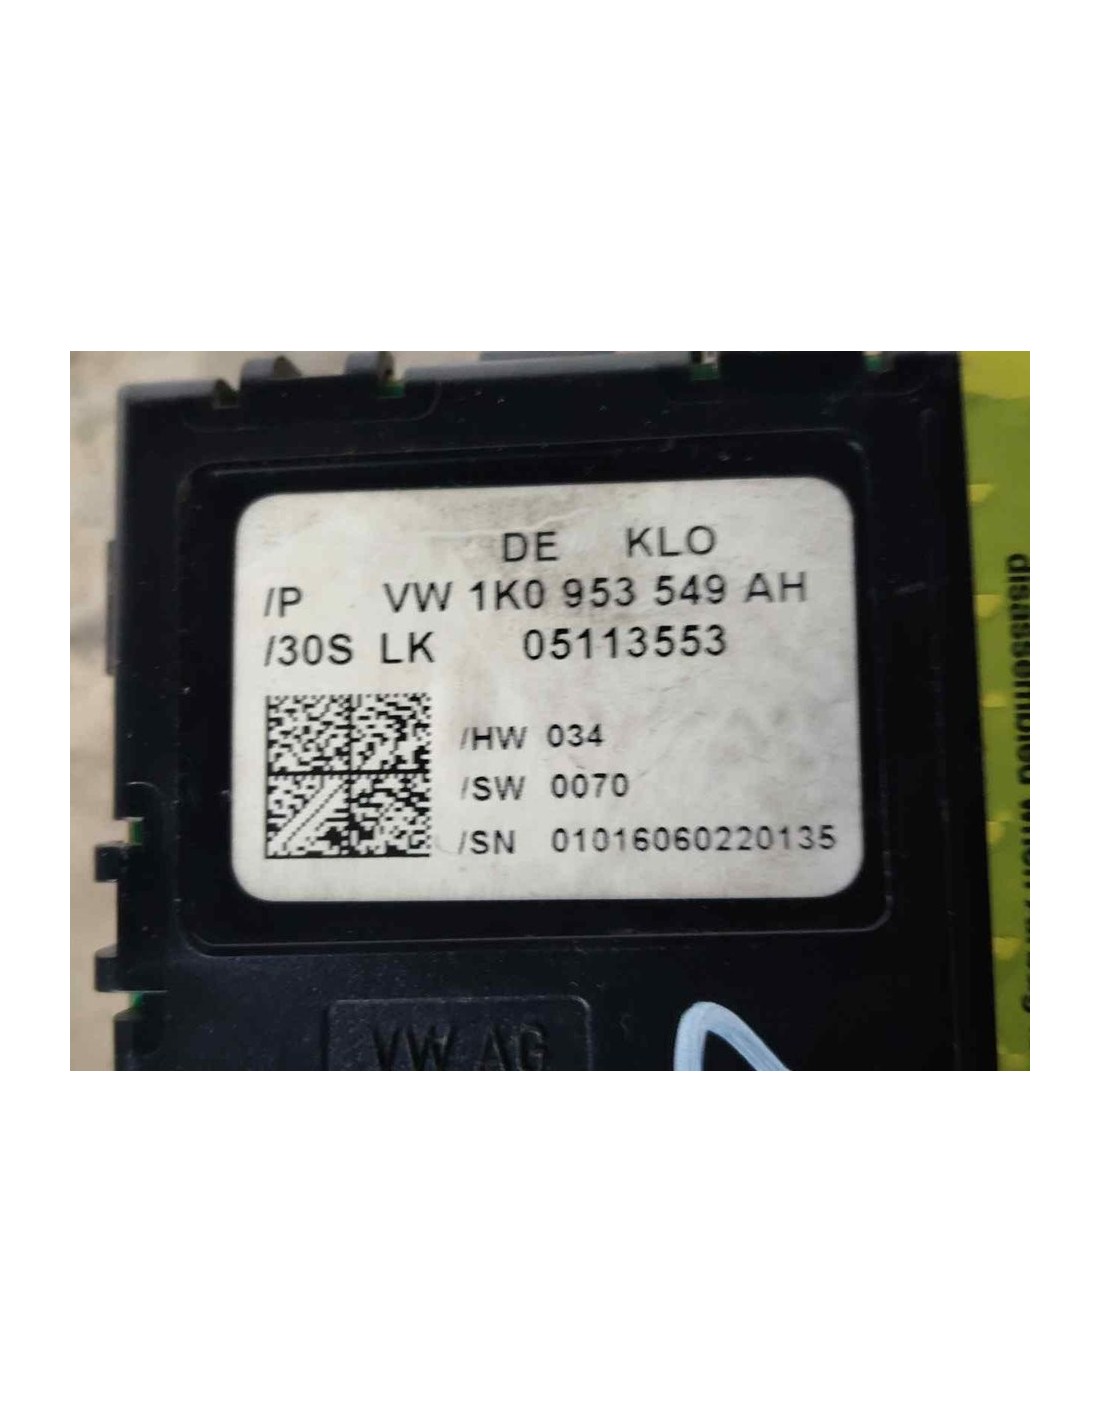 DE KLO
/P VW 1K0 953 549 AH
/30S LK 05113553
/HW 034
/SW 0070
/SN 01016060220135
VW AG